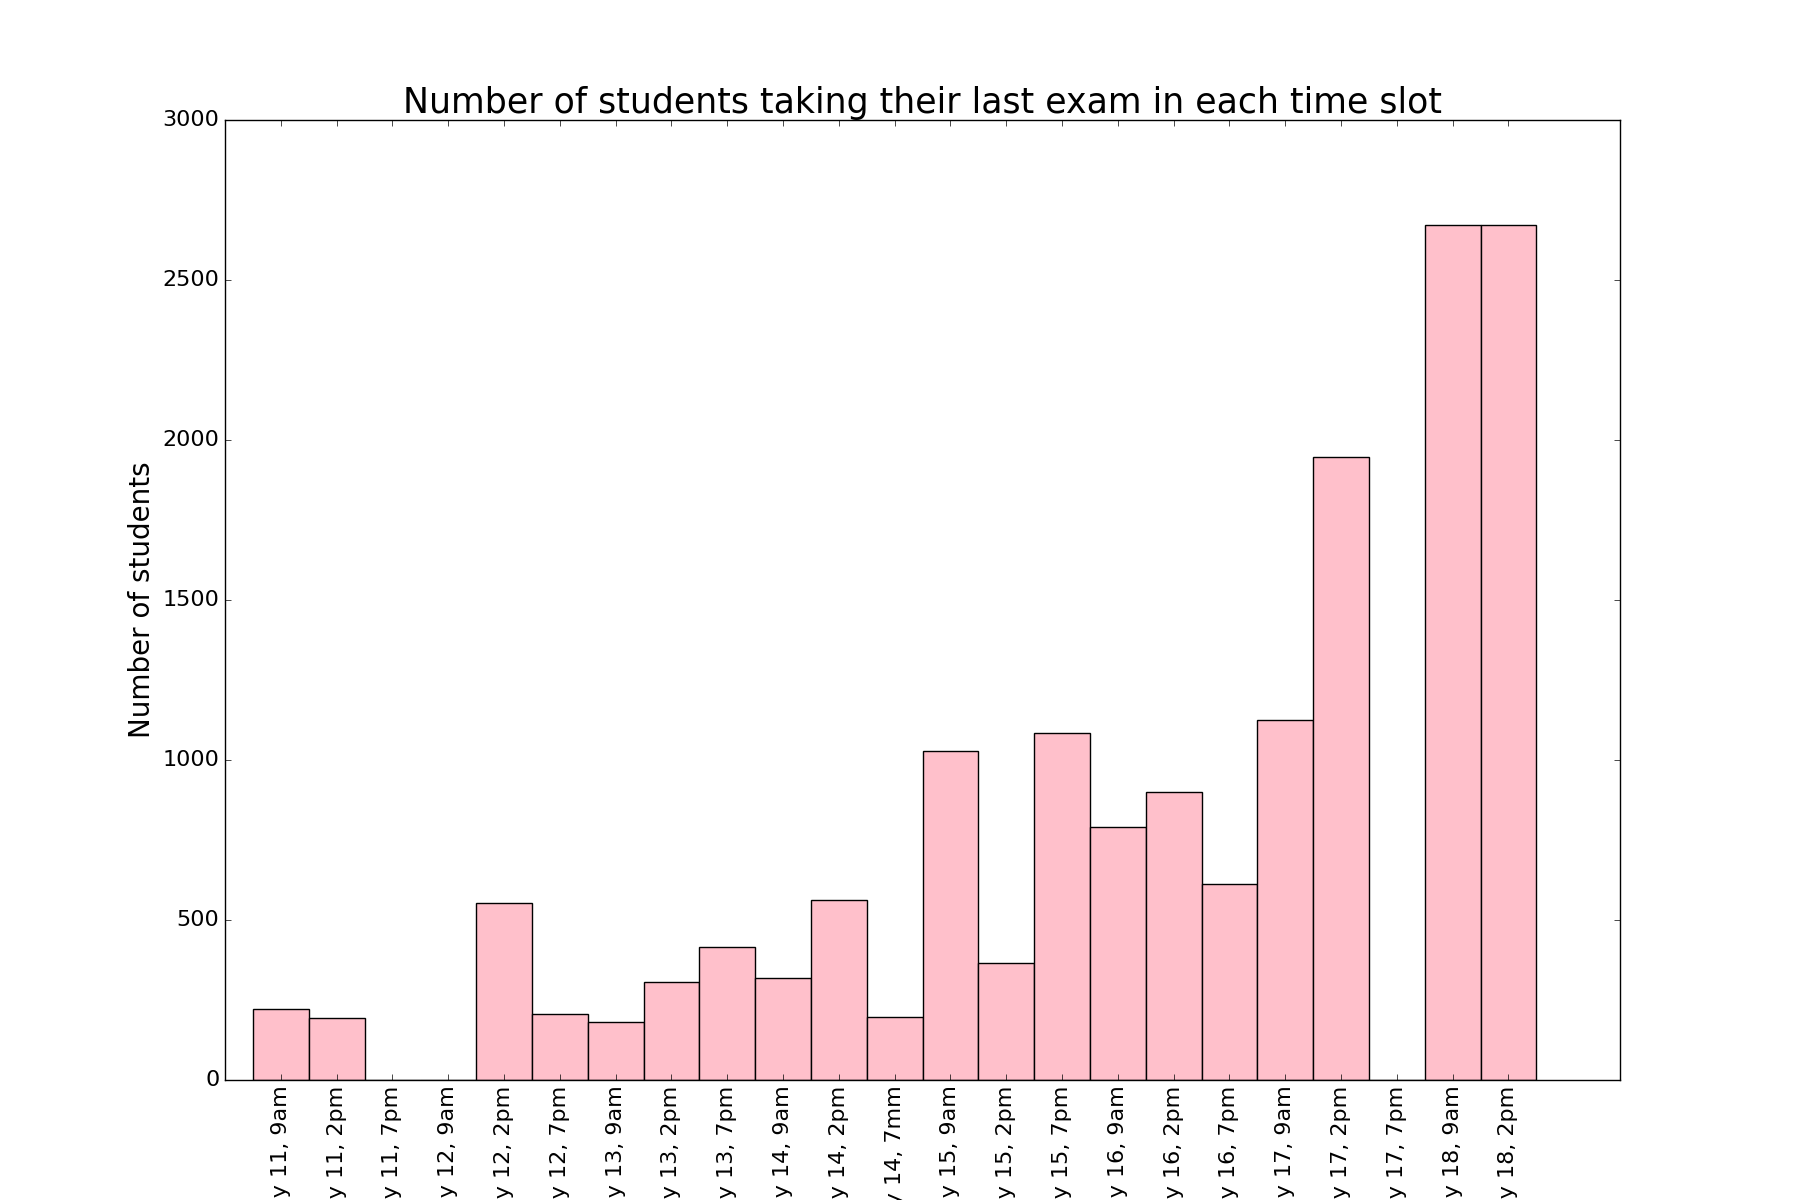 Number of students taking their last exam in each time slot
Number of students
3000
2500
2000
1500
1000
500
0
y 11, 9am
y 11, 2pm
y 11, 7pm
y 12, 9am
y 12, 2pm
y 12, 7pm
y 13, 9am
y 13, 2pm
y 13, 7pm
y 14, 9am
y 14, 2pm
y 14, 7mm
y 15, 9am
y 15, 2pm
y 15, 7pm
y 16, 9am
y 16, 2pm
y 16, 7pm
y 17, 9am
y 17, 2pm
y 17, 7pm
y 18, 9am
y 18, 2pm